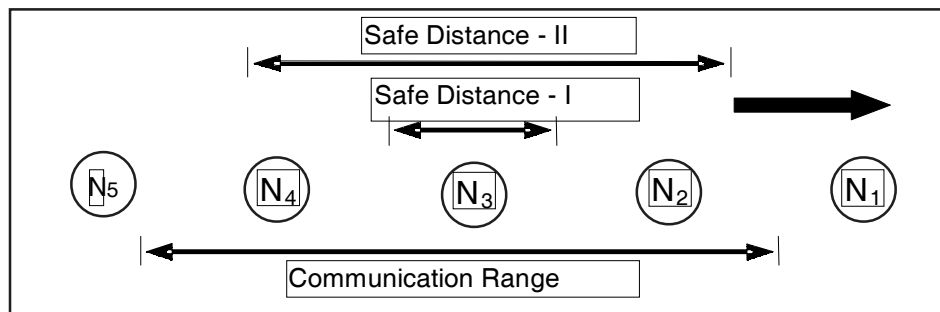 Safe Distance - II
Safe Distance - I
N5 N4 N3 N2 N1
Communication Range